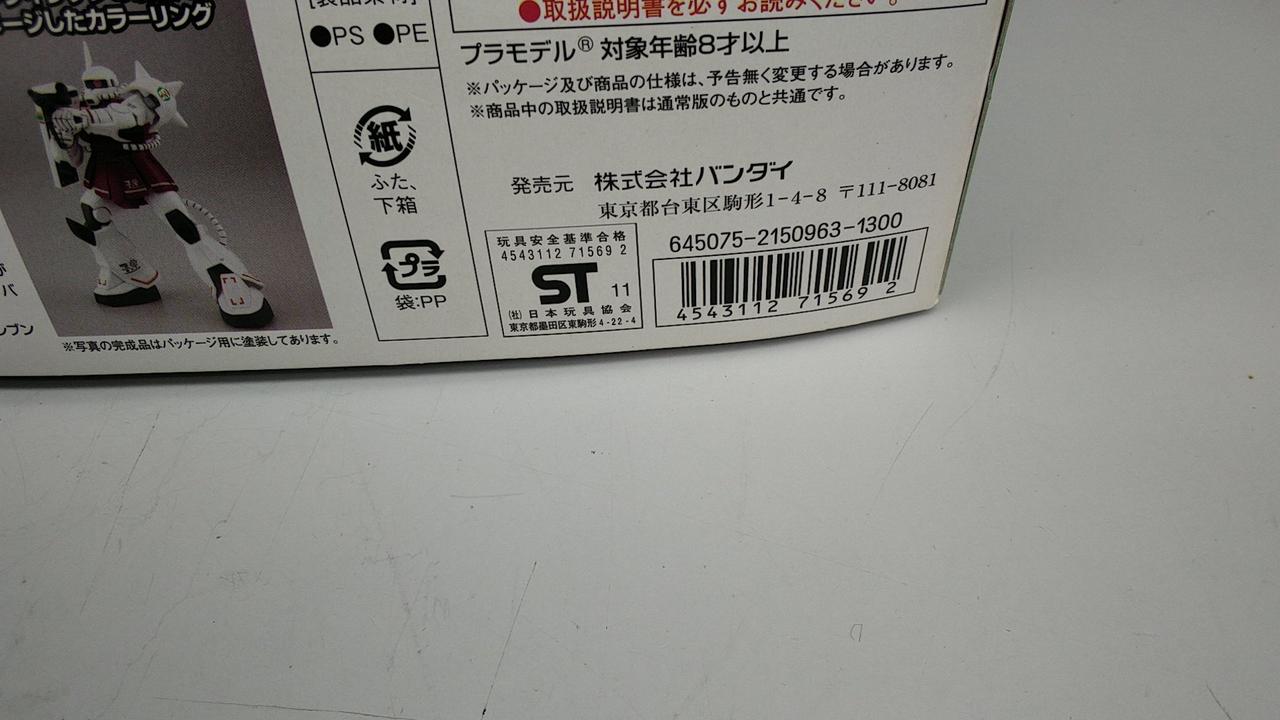 ージしたカラーリング
●PS ●PE
紙
ふた、
下箱
プラ
袋:PP
●取扱説明書を必ずお読みください。
プラモデル® 対象年齢8才以上
※パッケージ及び商品の仕様は、予告無く変更する場合があります。
※商品中の取扱説明書は通常版のものと共通です。
発売元 株式会社バンダイ
東京都台東区駒形1-4-8 〒111-8081
玩具安全基準合格
4543112 71569 2
ST 11
(社)日本玩具協会
東京都墨田区東駒形4-22-4
645075-2150963-1300
4543112 715692
が
バ
レブン
※写真の完成品はパッケージ用に塗装してあります。